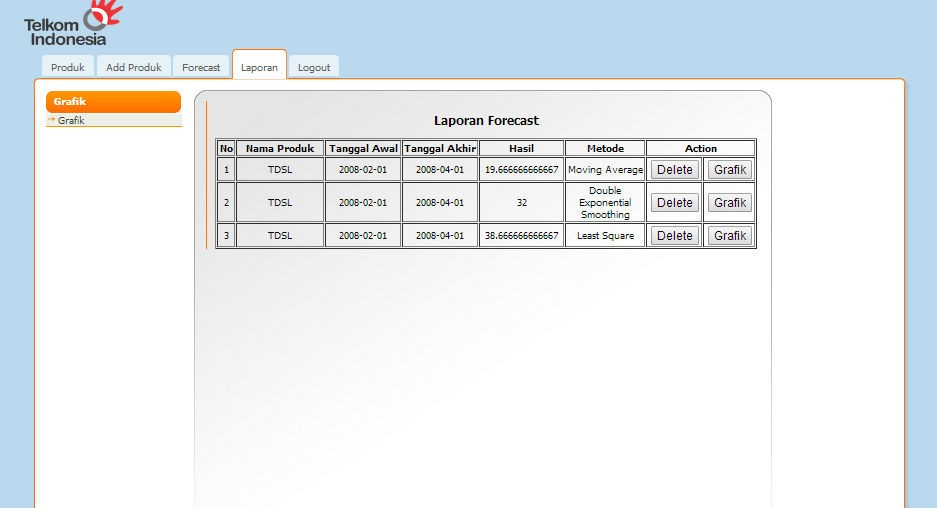 Telkom
Indonesia
Produk Add Produk Forecast Laporan Logout
Grafik
Grafik
Laporan Forecast
No Nama Produk Tanggal Awal Tanggal Akhir Hasil Metode Action
1 TDSL 2008-02-01 2008-04-01 19.666666666667 Moving Average Delete Grafik
2 TDSL 2008-02-01 2008-04-01 32 Double Exponential Smoothing Delete Grafik
3 TDSL 2008-02-01 2008-04-01 38.666666666667 Least Square Delete Grafik